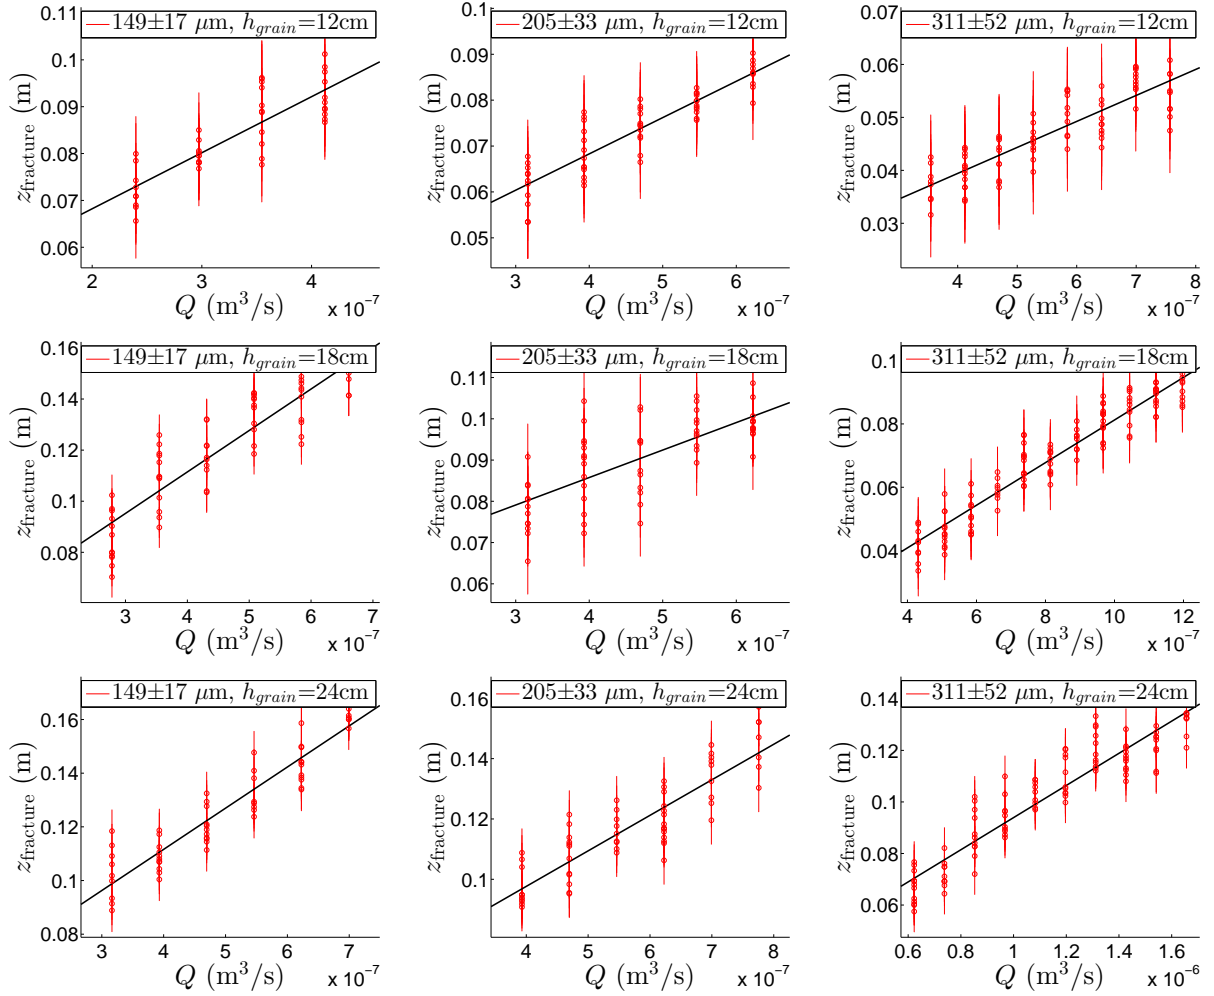 0.11
149±17 μm, h_grain=12cm
0.1
0.09
0.08
0.07
0.06
z_fracture (m)
2 3 4
Q (m³/s)
x 10⁻⁷
205±33 μm, h_grain=12cm
0.1
0.09
0.08
0.07
0.06
0.05
z_fracture (m)
3 4 5 6
Q (m³/s)
x 10⁻⁷
0.07
311±52 μm, h_grain=12cm
0.06
0.05
0.04
0.03
z_fracture (m)
4 5 6 7 8
Q (m³/s)
x 10⁻⁷
0.16
149±17 μm, h_grain=18cm
0.14
0.12
0.1
0.08
z_fracture (m)
3 4 5 6 7
Q (m³/s)
x 10⁻⁷
205±33 μm, h_grain=18cm
0.11
0.1
0.09
0.08
0.07
0.06
z_fracture (m)
3 4 5 6
Q (m³/s)
x 10⁻⁷
0.1
311±52 μm, h_grain=18cm
0.08
0.06
0.04
z_fracture (m)
4 6 8 10 12
Q (m³/s)
x 10⁻⁷
149±17 μm, h_grain=24cm
0.16
0.14
0.12
0.1
0.08
z_fracture (m)
3 4 5 6 7
Q (m³/s)
x 10⁻⁷
205±33 μm, h_grain=24cm
0.16
0.14
0.12
0.1
z_fracture (m)
4 5 6 7 8
Q (m³/s)
x 10⁻⁷
0.14
311±52 μm, h_grain=24cm
0.12
0.1
0.08
0.06
z_fracture (m)
0.6 0.8 1 1.2 1.4 1.6
Q (m³/s)
x 10⁻⁶